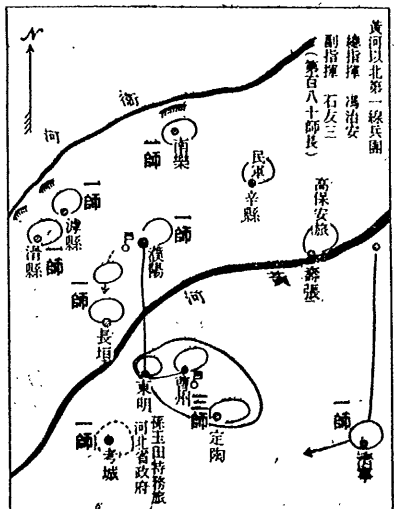 黃河以北第一線兵團
總指揮 馮治安
副指揮 石友三
(第百八十師長)
N
衞
河
南樂
一師
民軍
辛縣
高保安旅
壽張
一師
濬縣
滑縣
一師
濮陽
一師
一師
長垣
黃
河
東明
曹州
三師
定陶
孫玉田特務旅
河北省政府
一師
考城
一師
濟寧